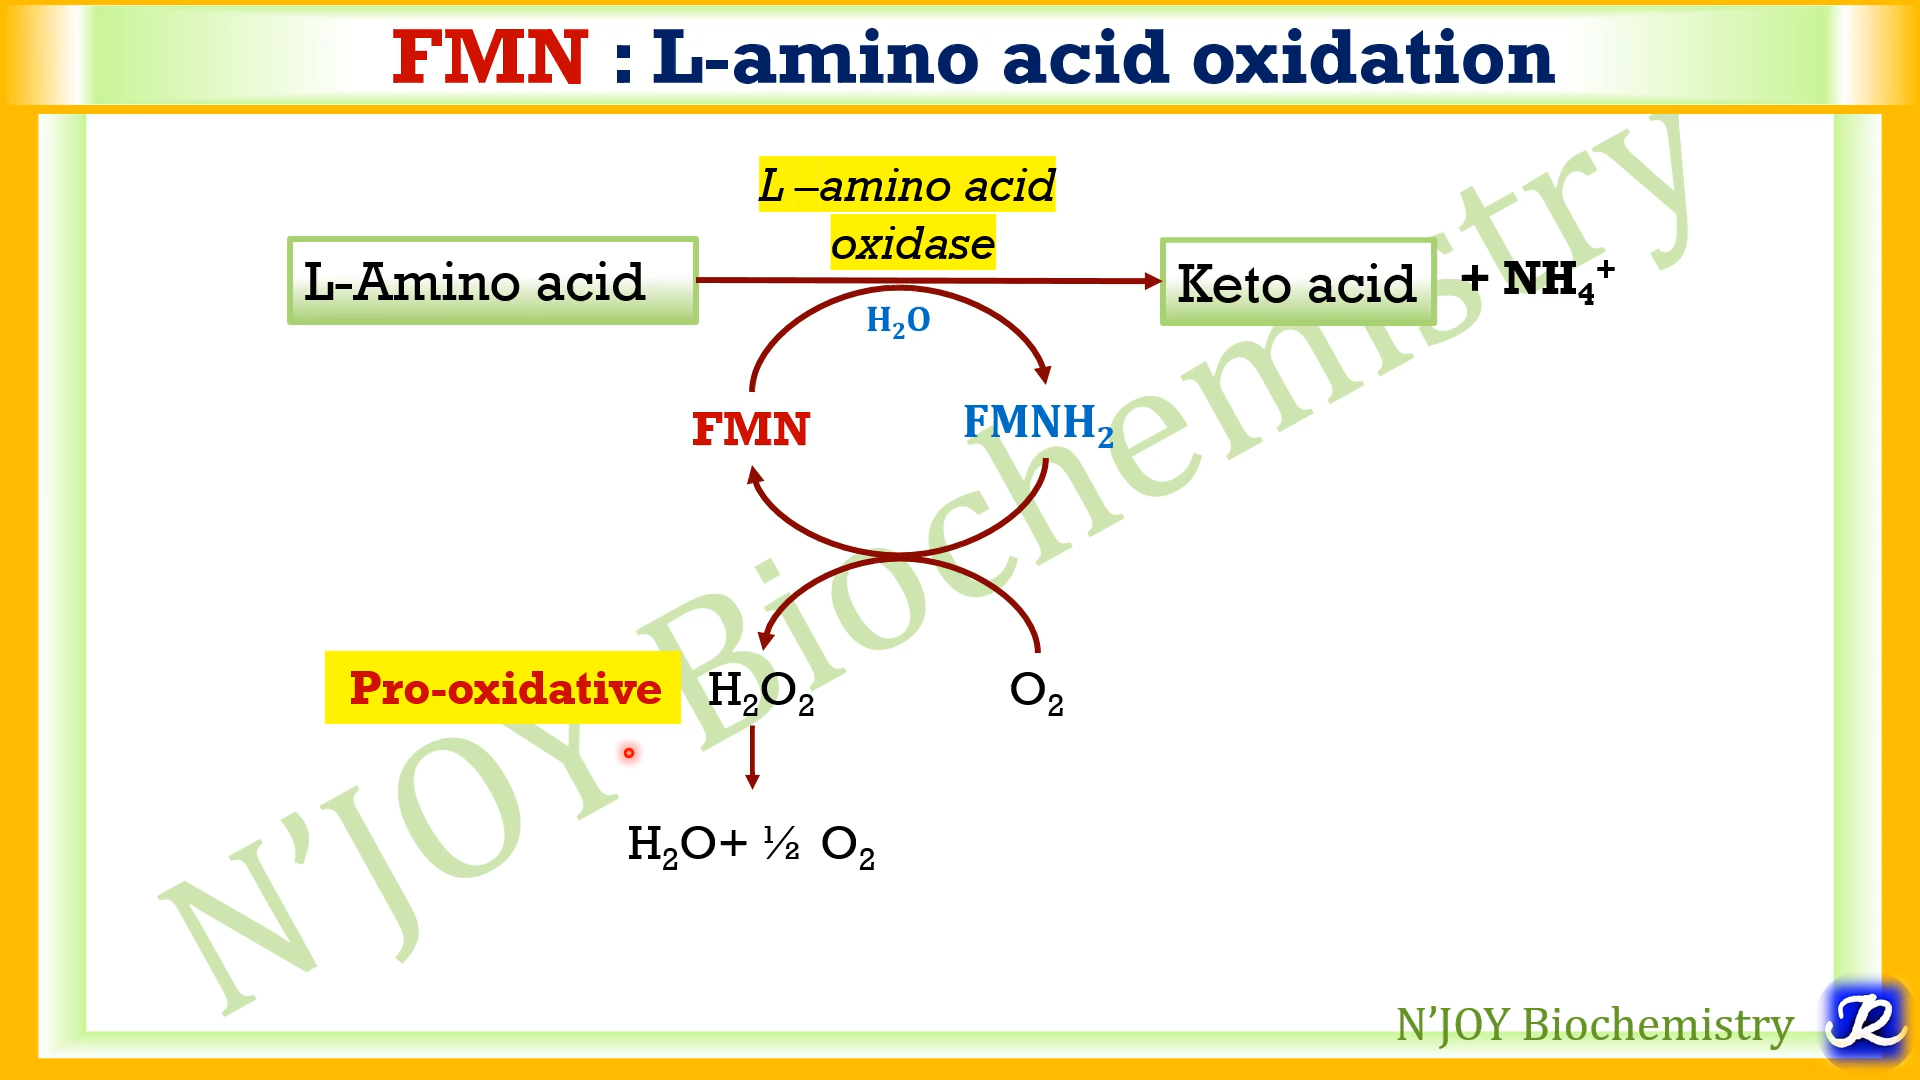 FMN : L-amino acid oxidation
L –amino acid
oxidase
L-Amino acid
Keto acid
+ NH₄⁺
H₂O
FMN
FMNH₂
Pro-oxidative
H₂O₂
O₂
H₂O+ ½ O₂
N’JOY Biochemistry
N’JOY Biochemistry
JR